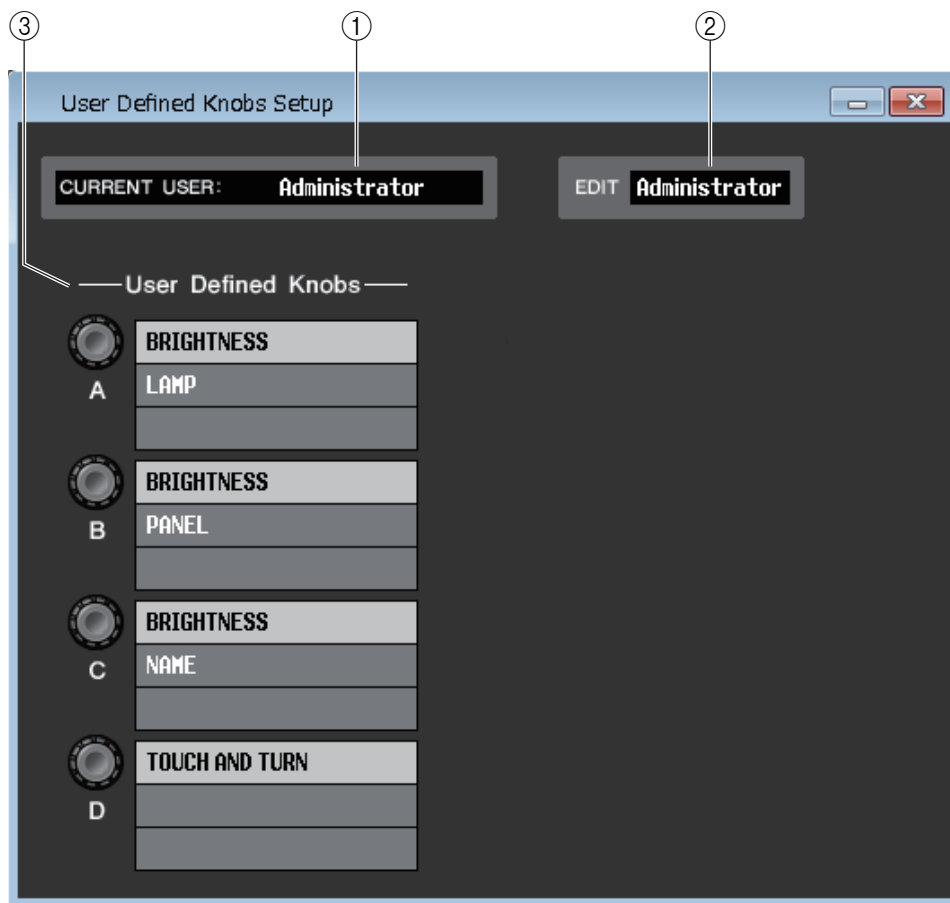 ③ ① ②
User Defined Knobs Setup
CURRENT USER: Administrator EDIT Administrator
User Defined Knobs
BRIGHTNESS
A LAMP
BRIGHTNESS
B PANEL
BRIGHTNESS
C NAME
TOUCH AND TURN
D